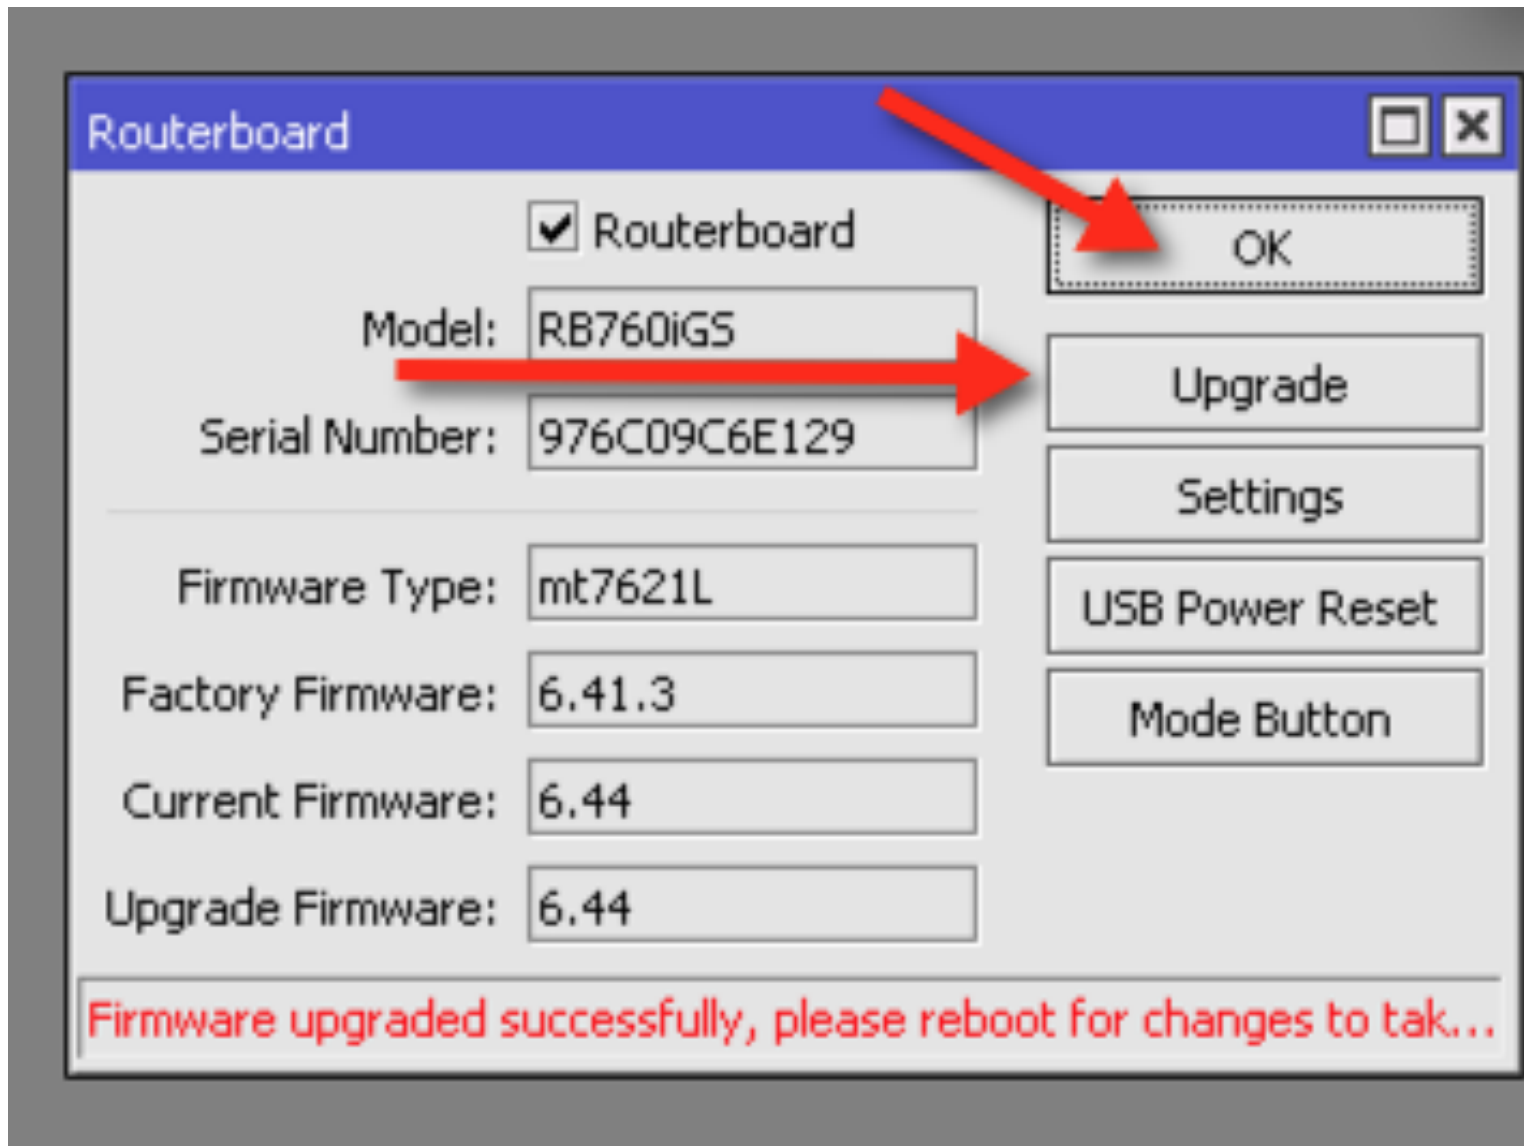 Routerboard
Routerboard
OK
Model: RB760iGS
Upgrade
Serial Number: 976C09C6E129
Settings
Firmware Type: mt7621L
USB Power Reset
Factory Firmware: 6.41.3
Mode Button
Current Firmware: 6.44
Upgrade Firmware: 6.44
Firmware upgraded successfully, please reboot for changes to tak...